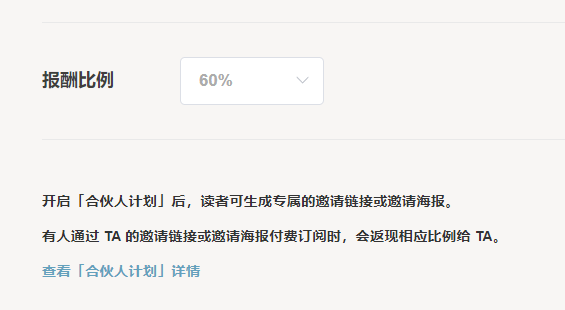 报酬比例
60%
开启「合伙人计划」后，读者可生成专属的邀请链接或邀请海报。
有人通过 TA 的邀请链接或邀请海报付费订阅时，会返现相应比例给 TA。
查看「合伙人计划」详情